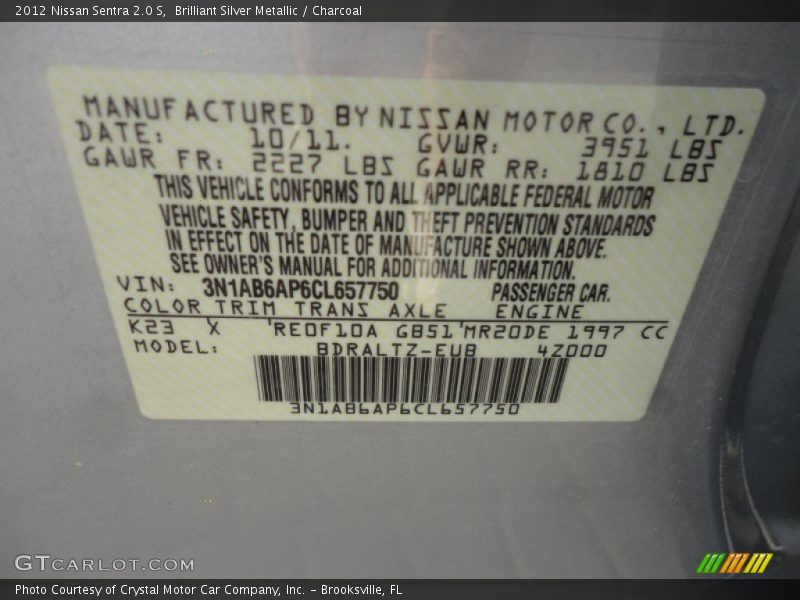 2012 Nissan Sentra 2.0 S,  Brilliant Silver Metallic / Charcoal
MANUFACTURED BY NISSAN MOTOR CO., LTD.
DATE: 10/11. GVWR: 3951 LBS
GAWR FR: 2227 LBS GAWR RR: 1810 LBS
THIS VEHICLE CONFORMS TO ALL APPLICABLE FEDERAL MOTOR
VEHICLE SAFETY, BUMPER AND THEFT PREVENTION STANDARDS
IN EFFECT ON THE DATE OF MANUFACTURE SHOWN ABOVE.
SEE OWNER'S MANUAL FOR ADDITIONAL INFORMATION.
VIN: 3N1AB6AP6CL657750 PASSENGER CAR.
COLOR TRIM TRANS AXLE ENGINE
K23 X 'RE0F10A GB51'MR20DE 1997 CC
MODEL: BDRALTZ-EUB 4Z000
3N1AB6AP6CL657750
GTCARLOT.COM
Photo Courtesy of Crystal Motor Car Company, Inc. – Brooksville, FL